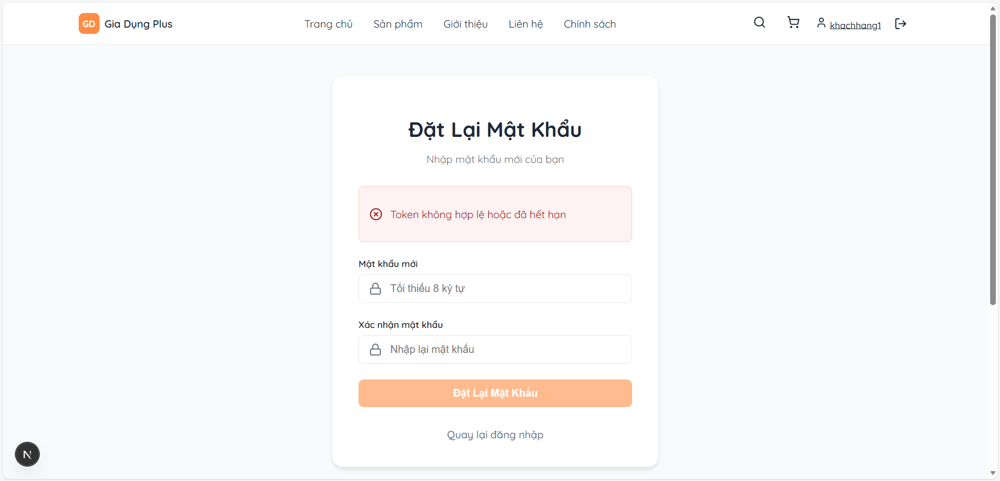 GD Gia Dụng Plus Trang chủ Sản phẩm Giới thiệu Liên hệ Chính sách khachhang1
Đặt Lại Mật Khẩu
Nhập mật khẩu mới của bạn
Token không hợp lệ hoặc đã hết hạn
Mật khẩu mới
Tối thiểu 8 ký tự
Xác nhận mật khẩu
Nhập lại mật khẩu
Đặt Lại Mật Khẩu
Quay lại đăng nhập
N